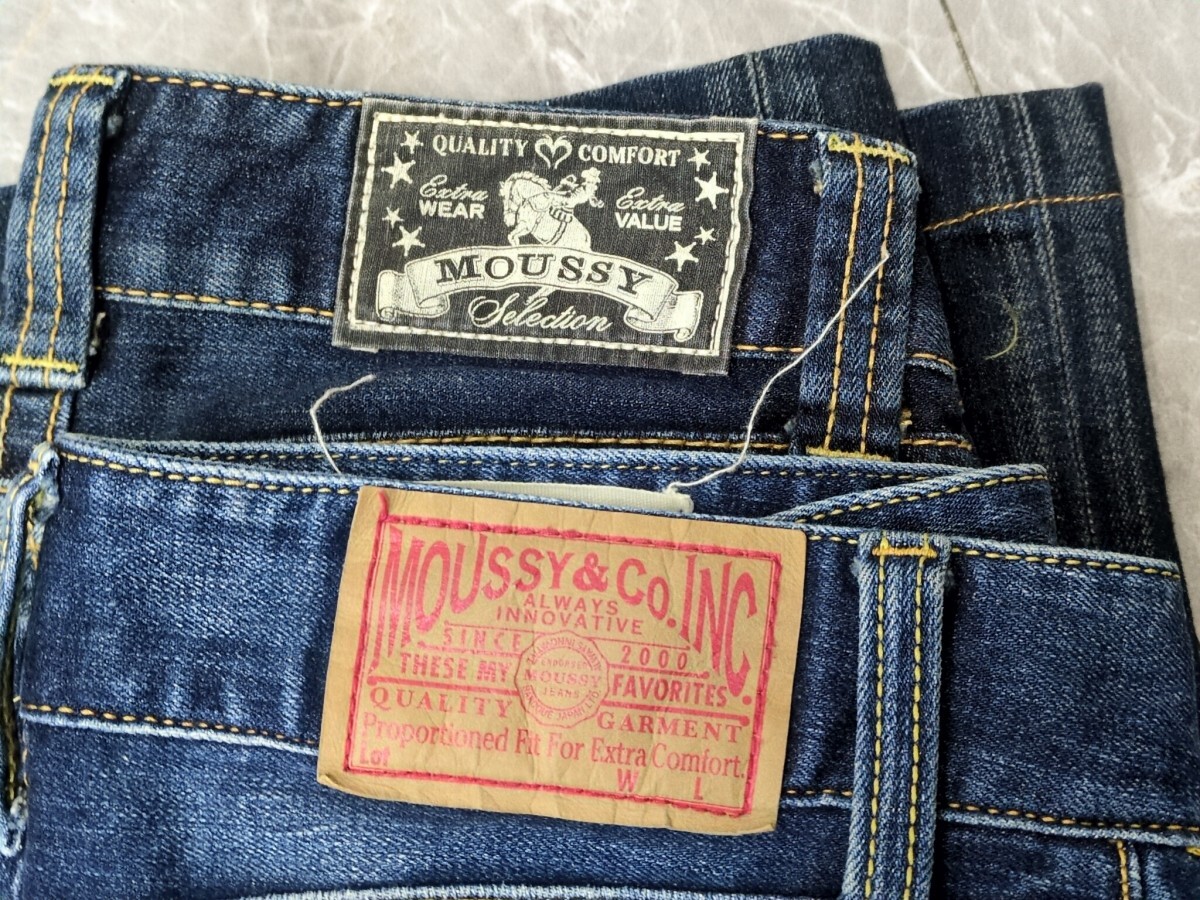 QUALITY COMFORT
Extra WEAR Extra VALUE
MOUSSY
Selection
MOUSSY & Co. INC.
ALWAYS
INNOVATIVE
SINCE 2000
THESE MY FAVORITES.
MOUSSY
JEANS
QUALITY GARMENT
Proportioned Fit For Extra Comfort.
Lot W L